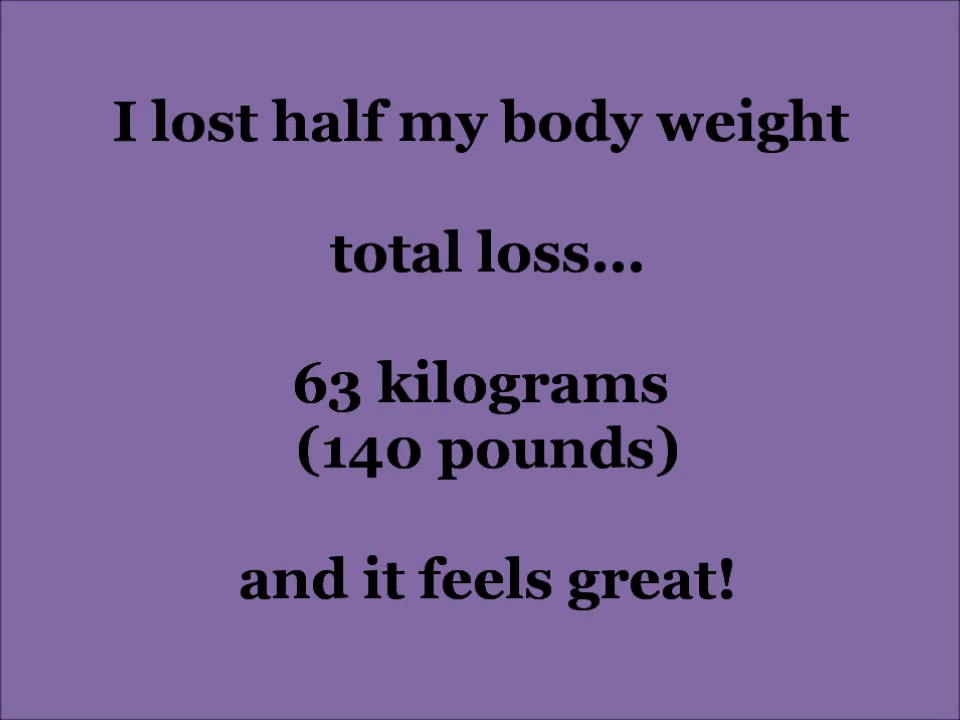 I lost half my body weight
total loss...
63 kilograms
(140 pounds)
and it feels great!